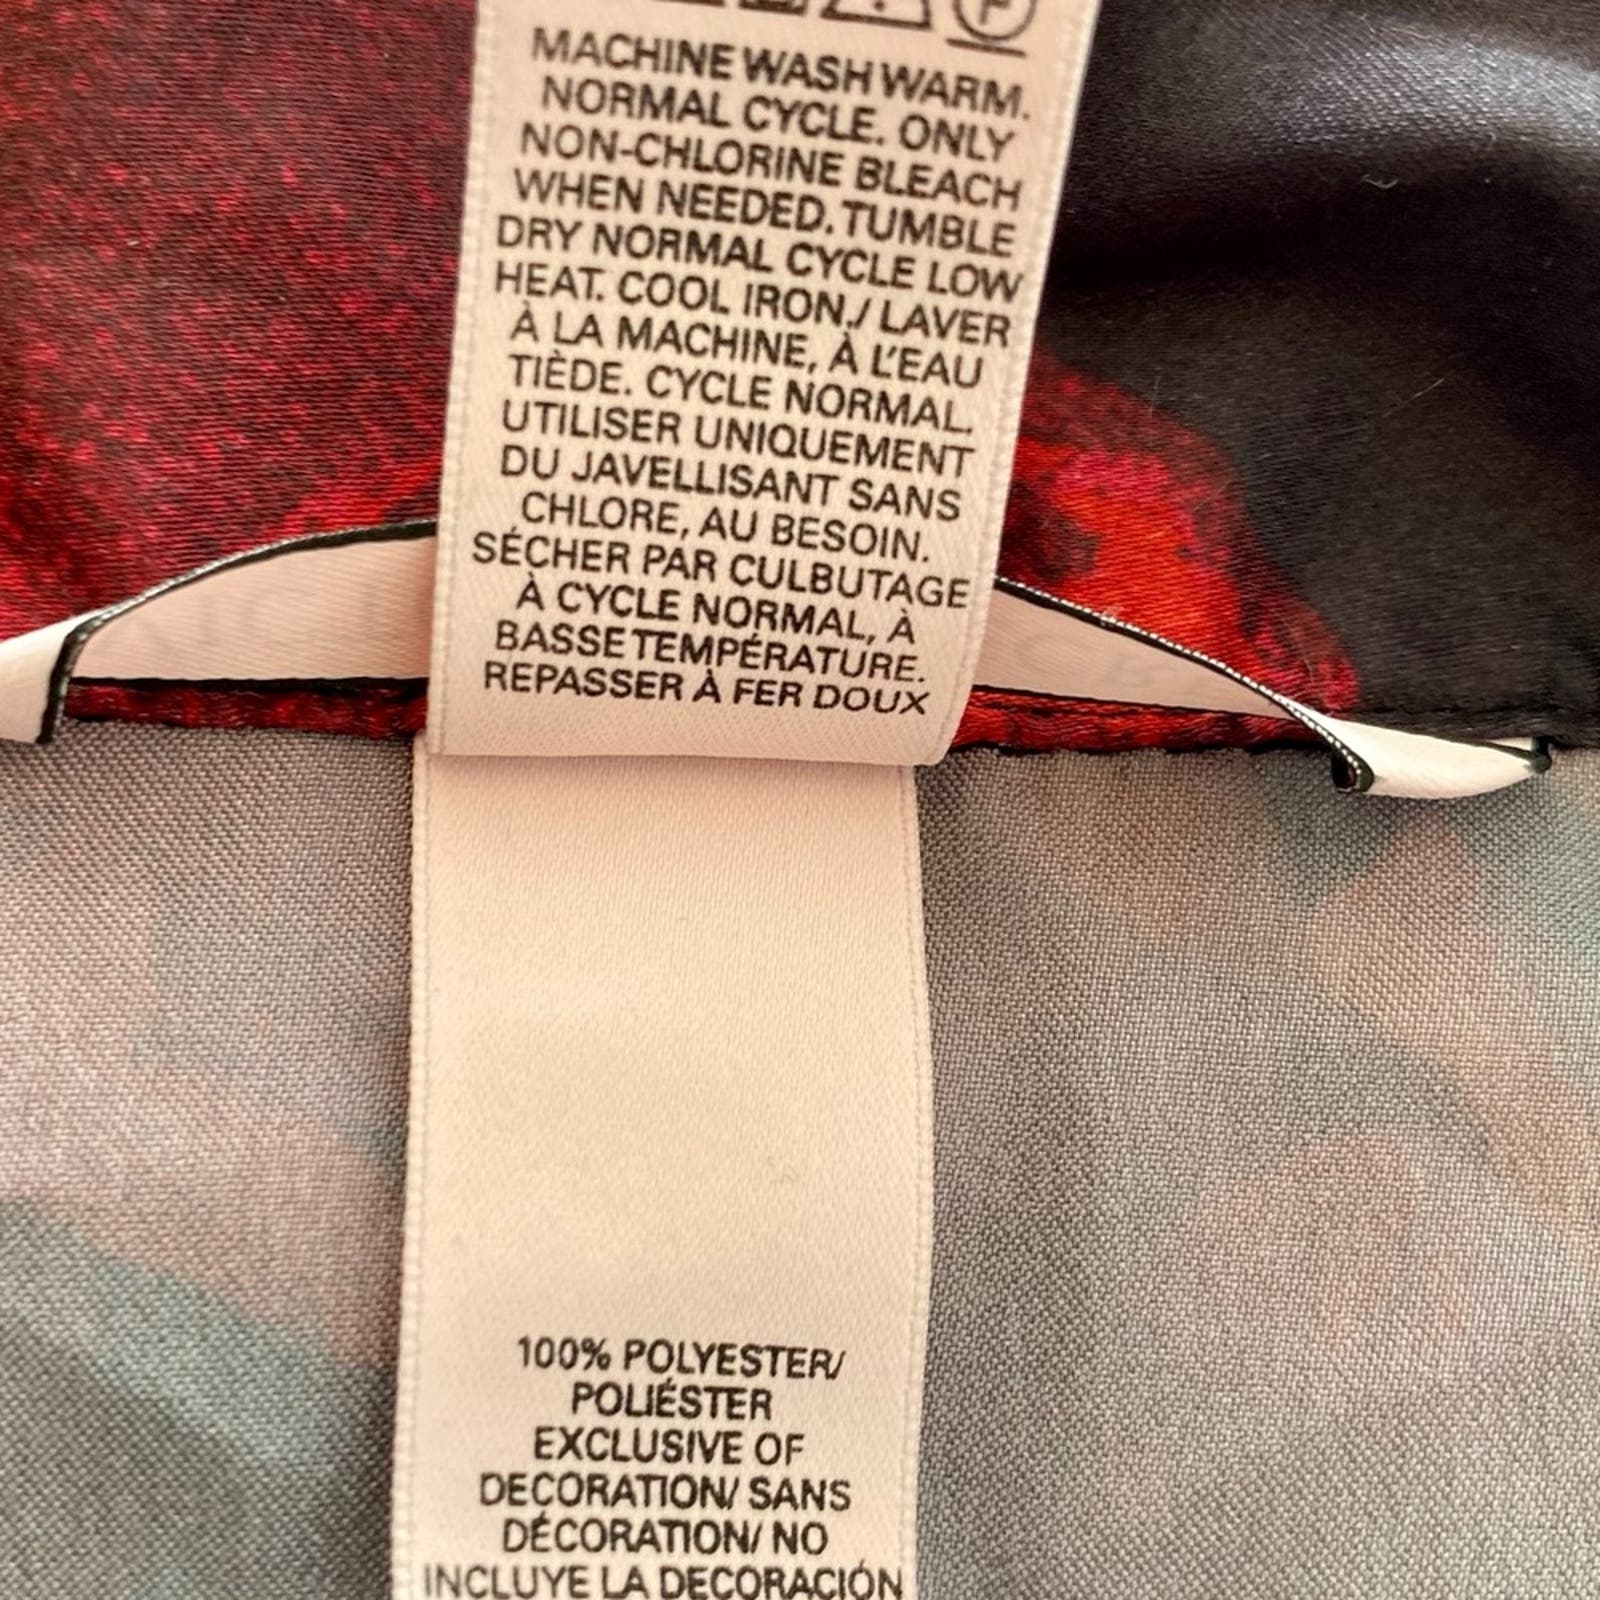 MACHINE WASH WARM.
NORMAL CYCLE. ONLY
NON-CHLORINE BLEACH
WHEN NEEDED. TUMBLE
DRY NORMAL CYCLE LOW
HEAT. COOL IRON./ LAVER
À LA MACHINE, À L'EAU
TIÈDE. CYCLE NORMAL.
UTILISER UNIQUEMENT
DU JAVELLISANT SANS
CHLORE, AU BESOIN.
SÉCHER PAR CULBUTAGE
À CYCLE NORMAL, À
BASSE TEMPÉRATURE.
REPASSER À FER DOUX
100% POLYESTER/
POLIÉSTER
EXCLUSIVE OF
DECORATION/ SANS
DÉCORATION/ NO
INCLUYE LA DECORACIÓN